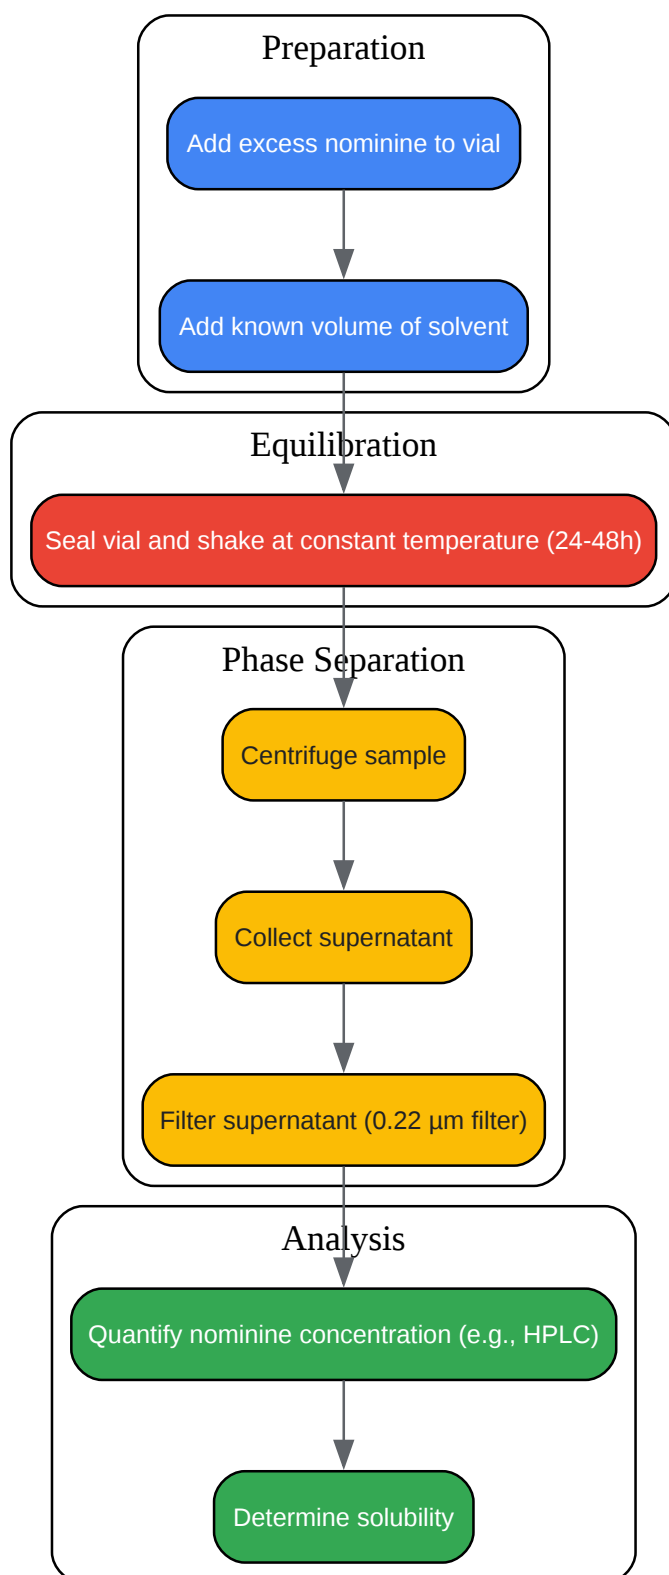 Preparation
Add excess nominine to vial
Add known volume of solvent
Equilibration
Seal vial and shake at constant temperature (24-48h)
Phase Separation
Centrifuge sample
Collect supernatant
Filter supernatant (0.22 µm filter)
Analysis
Quantify nominine concentration (e.g., HPLC)
Determine solubility